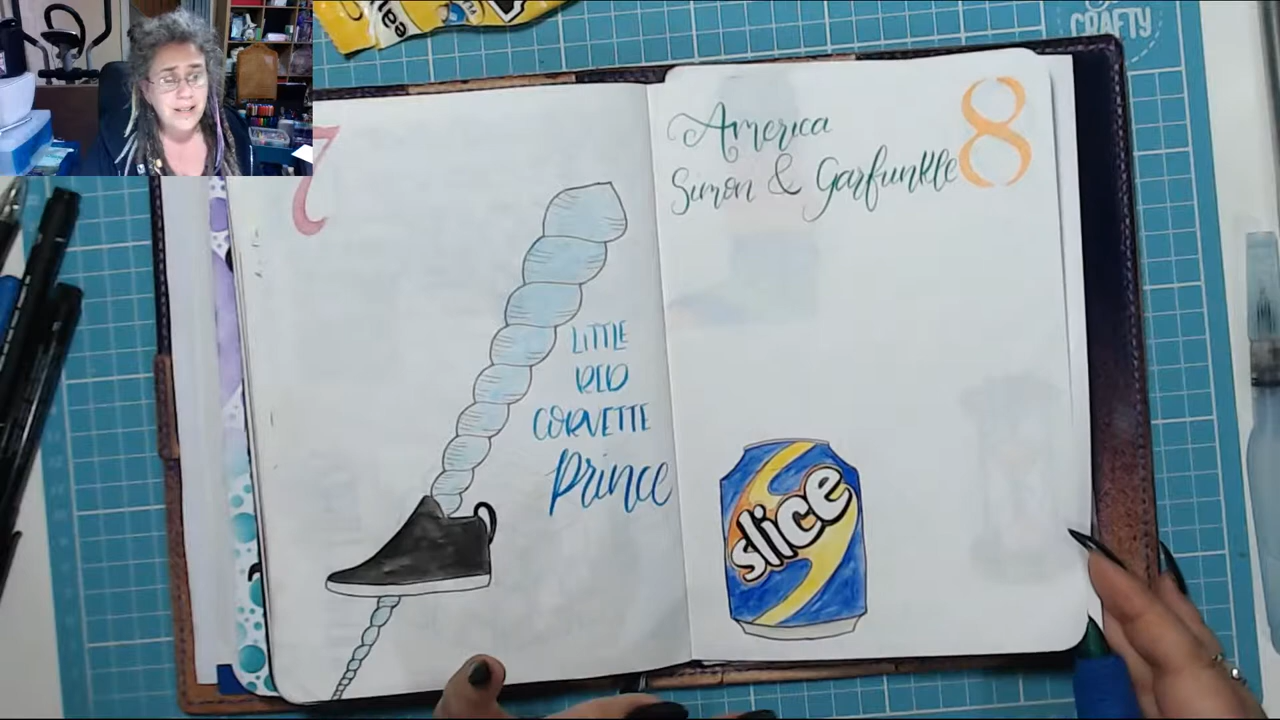 7
LITTLE
RED
CORVETTE
Prince
America
8
Simon & Garfunkle
slice
CRAFTY